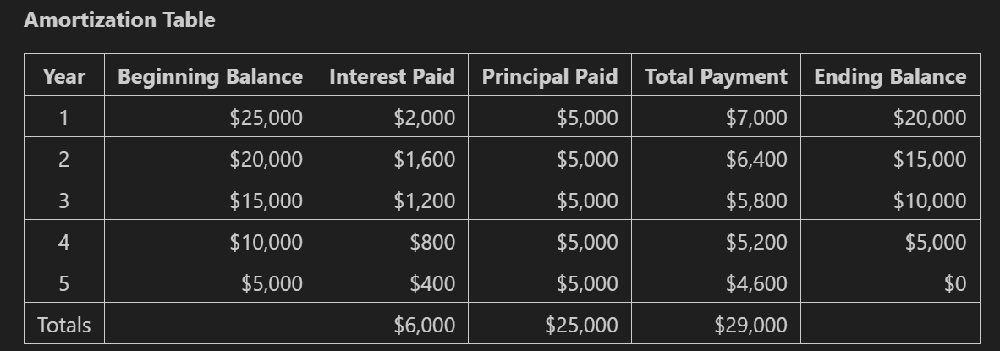 Amortization Table
Year Beginning Balance Interest Paid Principal Paid Total Payment Ending Balance
1 $25,000 $2,000 $5,000 $7,000 $20,000
2 $20,000 $1,600 $5,000 $6,400 $15,000
3 $15,000 $1,200 $5,000 $5,800 $10,000
4 $10,000 $800 $5,000 $5,200 $5,000
5 $5,000 $400 $5,000 $4,600 $0
Totals $6,000 $25,000 $29,000